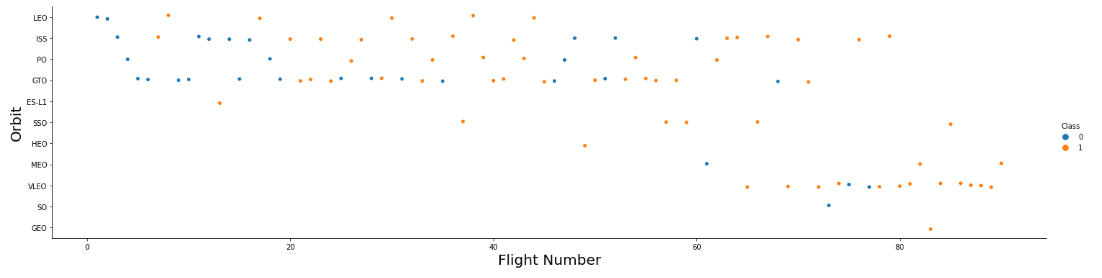 LEO
ISS
PO
GTO
ES-L1
SSO
HEO
MEO
VLEO
SO
GEO
Orbit
0 20 40 60 80
Flight Number
Class
0
1